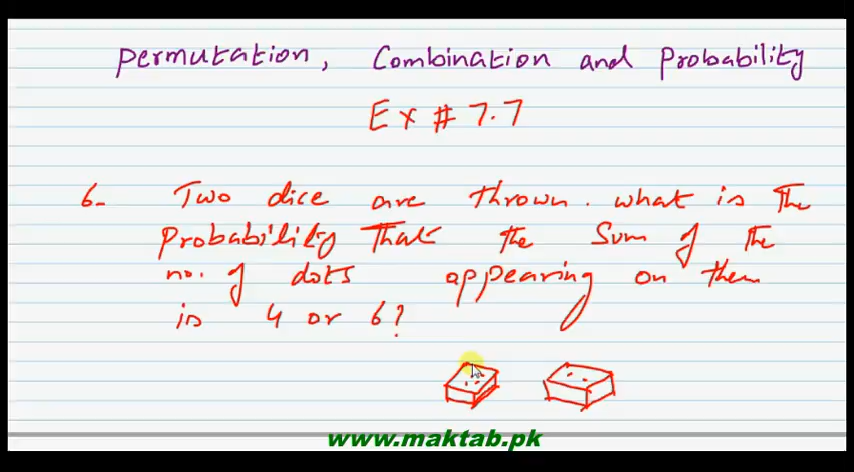 Permutation, Combination and Probability
Ex # 7.7
6- Two dice are thrown. what is the
Probability that the Sum of the
no. of dots appearing on them
is 4 or 6?
www.maktab.pk